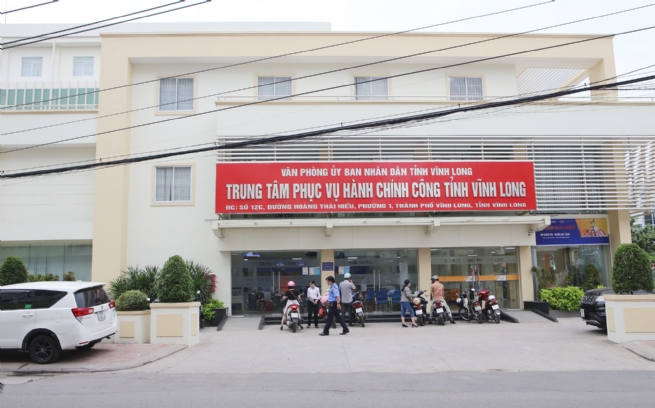 VĂN PHÒNG ỦY BAN NHÂN DÂN TỈNH VĨNH LONG
TRUNG TÂM PHỤC VỤ HÀNH CHÍNH CÔNG TỈNH VĨNH LONG
ĐC: SỐ 12C, ĐƯỜNG HOÀNG THÁI HIẾU, PHƯỜNG 1, THÀNH PHỐ VĨNH LONG, TỈNH VĨNH LONG